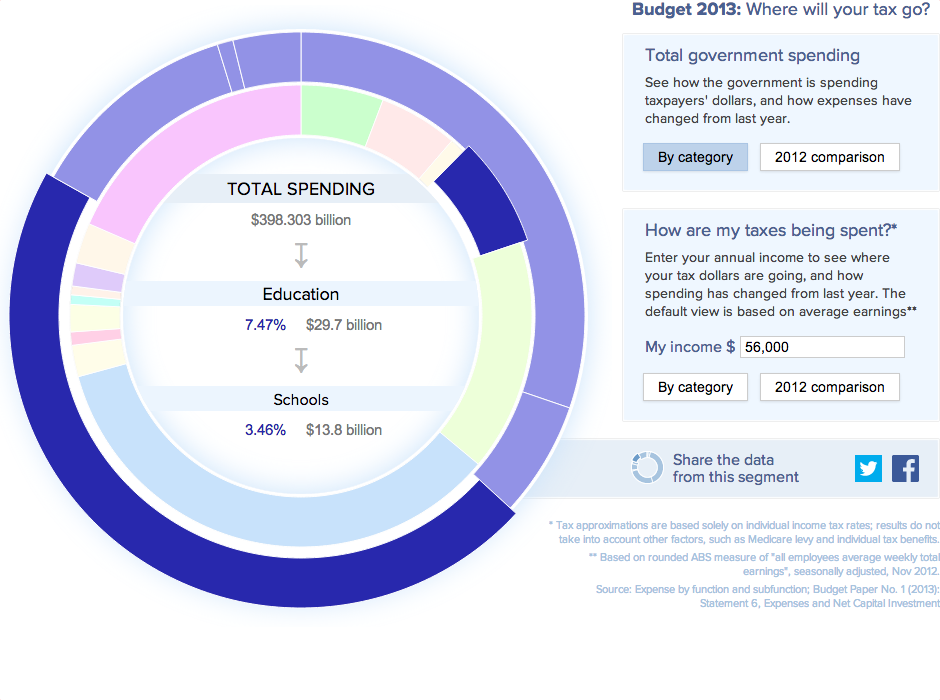 Budget 2013: Where will your tax go?
Total government spending
See how the government is spending
taxpayers' dollars, and how expenses have
changed from last year.
By category
2012 comparison
TOTAL SPENDING
$398.303 billion
Education
7.47% $29.7 billion
Schools
3.46% $13.8 billion
How are my taxes being spent?*
Enter your annual income to see where
your tax dollars are going, and how
spending has changed from last year. The
default view is based on average earnings**
My income $ 56,000
By category
2012 comparison
Share the data
from this segment
* Tax approximations are based solely on individual income tax rates; results do not
take into account other factors, such as Medicare levy and individual tax benefits.
** Based on rounded ABS measure of "all employees average weekly total
earnings", seasonally adjusted, Nov 2012.
Source: Expense by function and subfunction; Budget Paper No. 1 (2013):
Statement 6, Expenses and Net Capital Investment